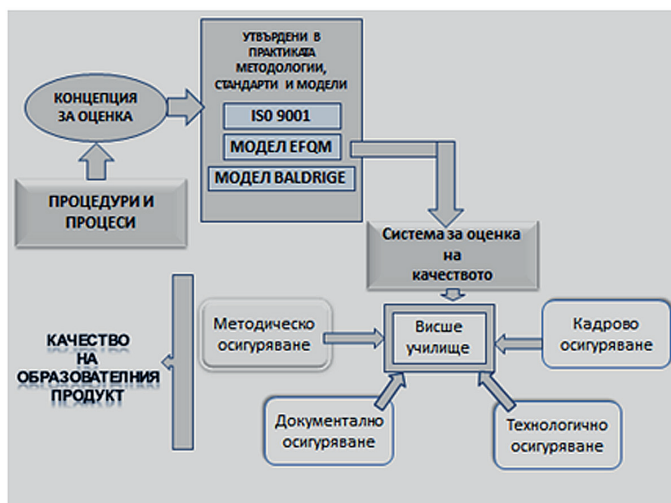 УТВЪРДЕНИ В
ПРАКТИКАТА
МЕТОДОЛОГИИ,
СТАНДАРТИ И МОДЕЛИ
IS0 9001
МОДЕЛ EFQM
МОДЕЛ BALDRIGE
КОНЦЕПЦИЯ
ЗА ОЦЕНКА
ПРОЦЕДУРИ И
ПРОЦЕСИ
Система за оценка
на
качеството
Методическо
осигуряване
Висше
училище
Кадрово
осигуряване
КАЧЕСТВО
НА
ОБРАЗОВАТЕЛНИЯ
ПРОДУКТ
Документално
осигуряване
Технологично
осигуряване